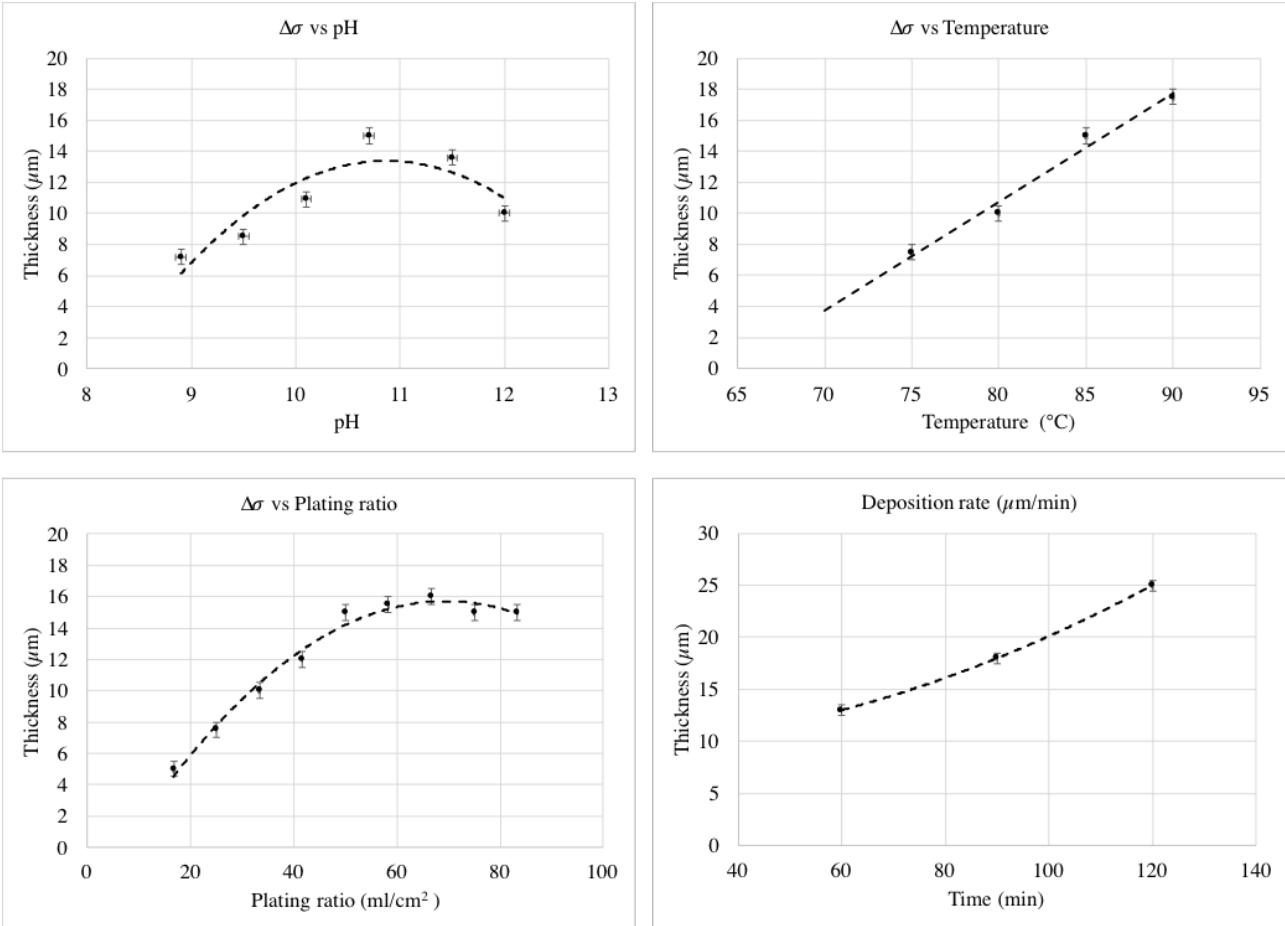 Δσ vs pH
20
18
16
14
12
10
8
6
4
2
0
Thickness (μm)
8 9 10 11 12 13
pH
Δσ vs Temperature
20
18
16
14
12
10
8
6
4
2
0
Thickness (μm)
65 70 75 80 85 90 95
Temperature (°C)
Δσ vs Plating ratio
20
18
16
14
12
10
8
6
4
2
0
Thickness (μm)
0 20 40 60 80 100
Plating ratio (ml/cm²)
Deposition rate (μm/min)
30
25
20
15
10
5
0
Thickness (μm)
40 60 80 100 120 140
Time (min)